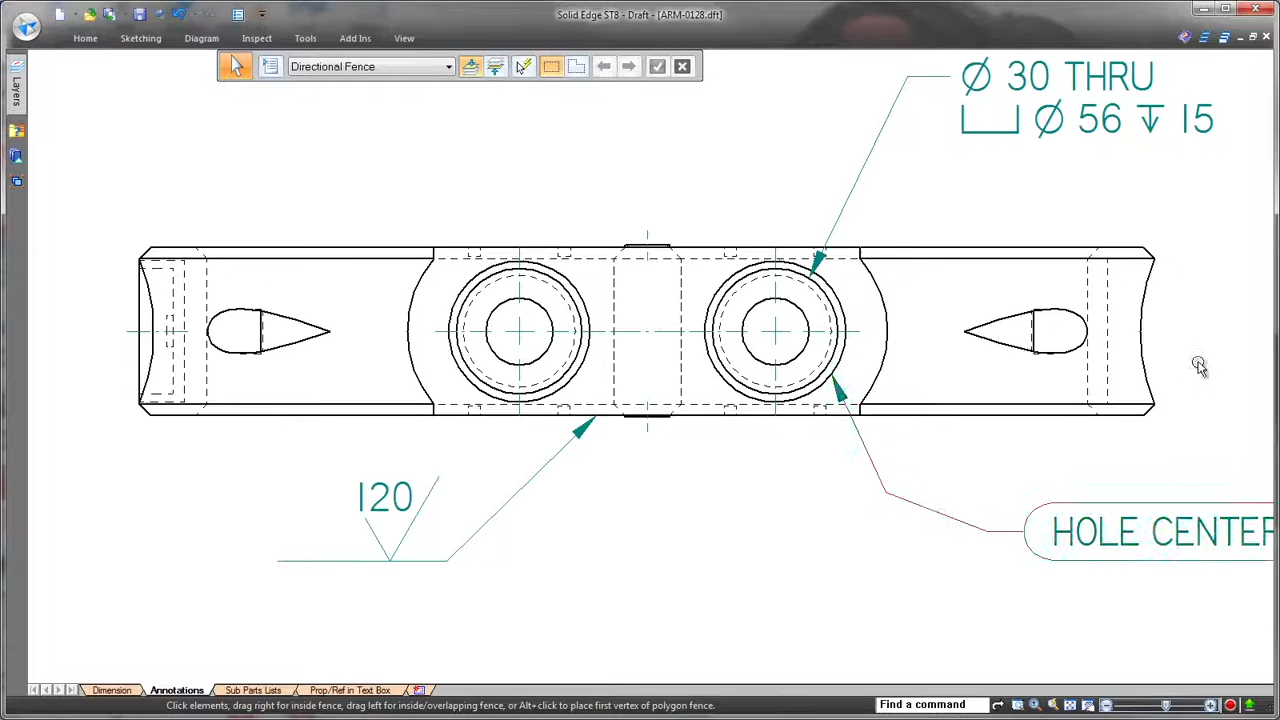 Solid Edge ST8 - Draft - [ARM-0128.dft]
Home Sketching Diagram Inspect Tools Add Ins View
Directional Fence
Layers
Ø 30 THRU
⌴ Ø 56 ↧ 15
120
HOLE CENTER
Dimension Annotations Sub Parts Lists Prop/Ref in Text Box
Click elements, drag right for inside fence, drag left for inside/overlapping fence, or Alt+click to place first vertex of polygon fence.
Find a command